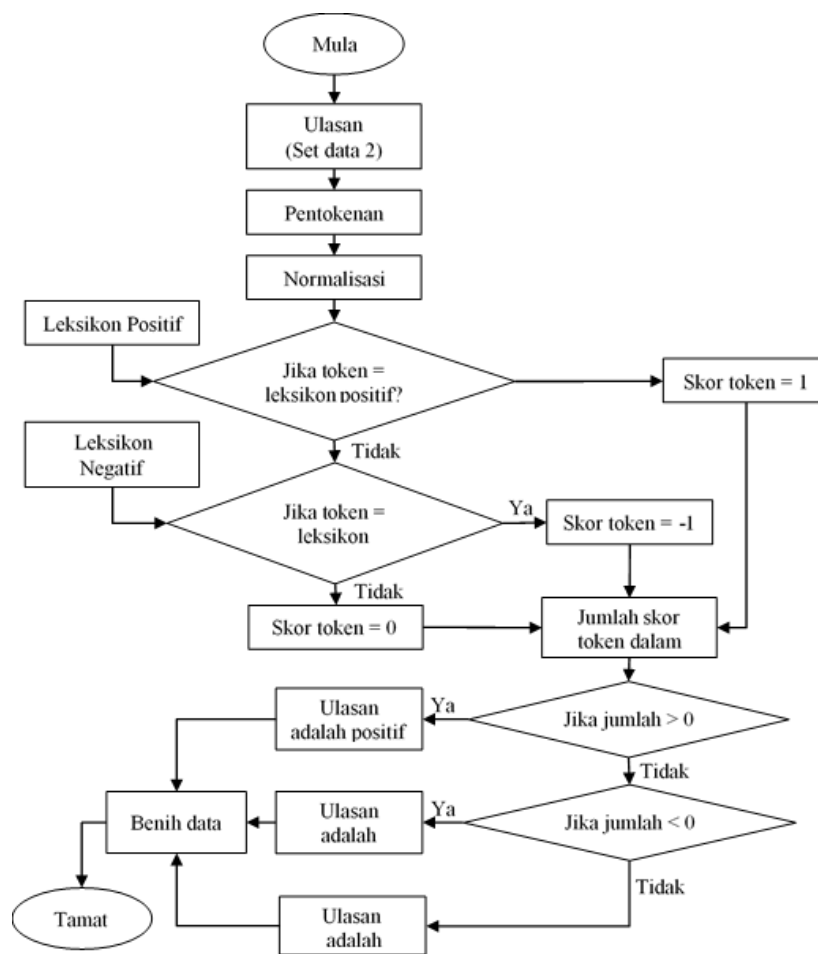 Mula
Ulasan
(Set data 2)
Pentokenan
Normalisasi
Leksikon Positif
Jika token =
leksikon positif?
Skor token = 1
Tidak
Leksikon
Negatif
Jika token =
leksikon
Ya
Skor token = -1
Tidak
Skor token = 0
Jumlah skor
token dalam
Jika jumlah > 0
Ya
Ulasan
adalah positif
Tidak
Jika jumlah < 0
Ya
Ulasan
adalah
Benih data
Tidak
Ulasan
adalah
Tamat